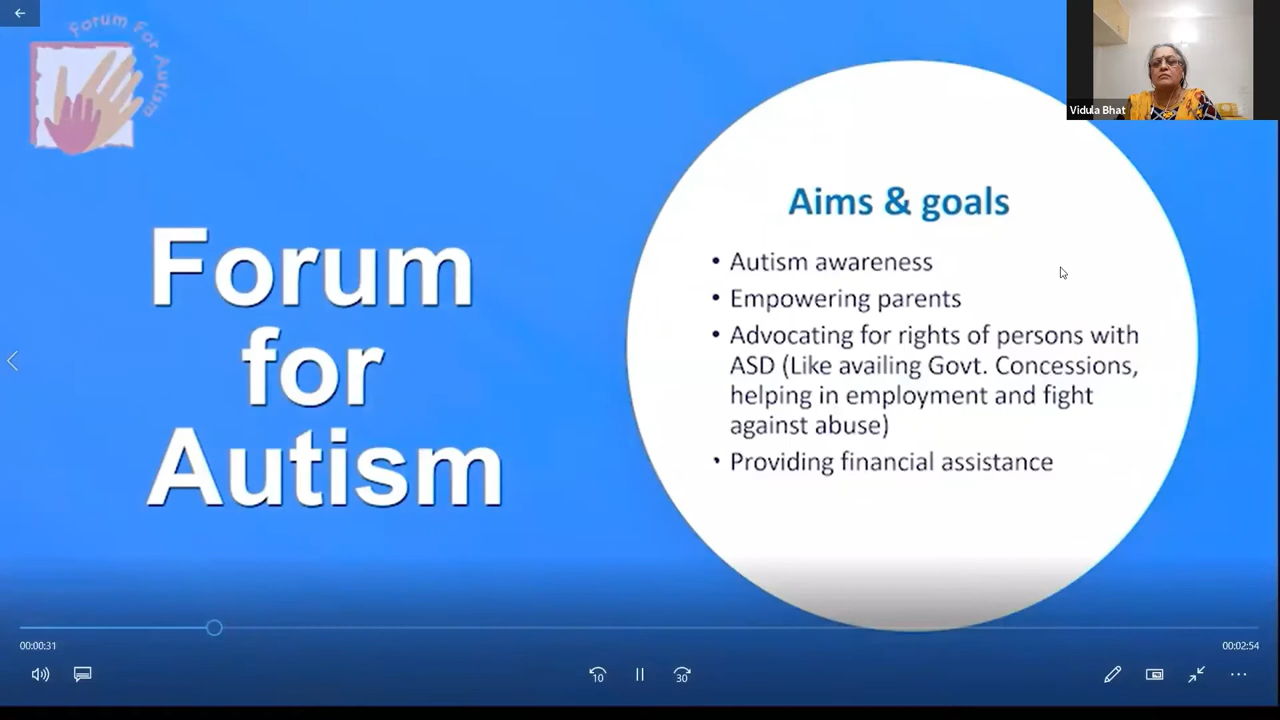 Forum For Autism
Vidula Bhat
Forum
for
Autism
Aims & goals
• Autism awareness
• Empowering parents
• Advocating for rights of persons with
ASD (Like availing Govt. Concessions,
helping in employment and fight
against abuse)
• Providing financial assistance
00:00:31
00:02:54
10
30